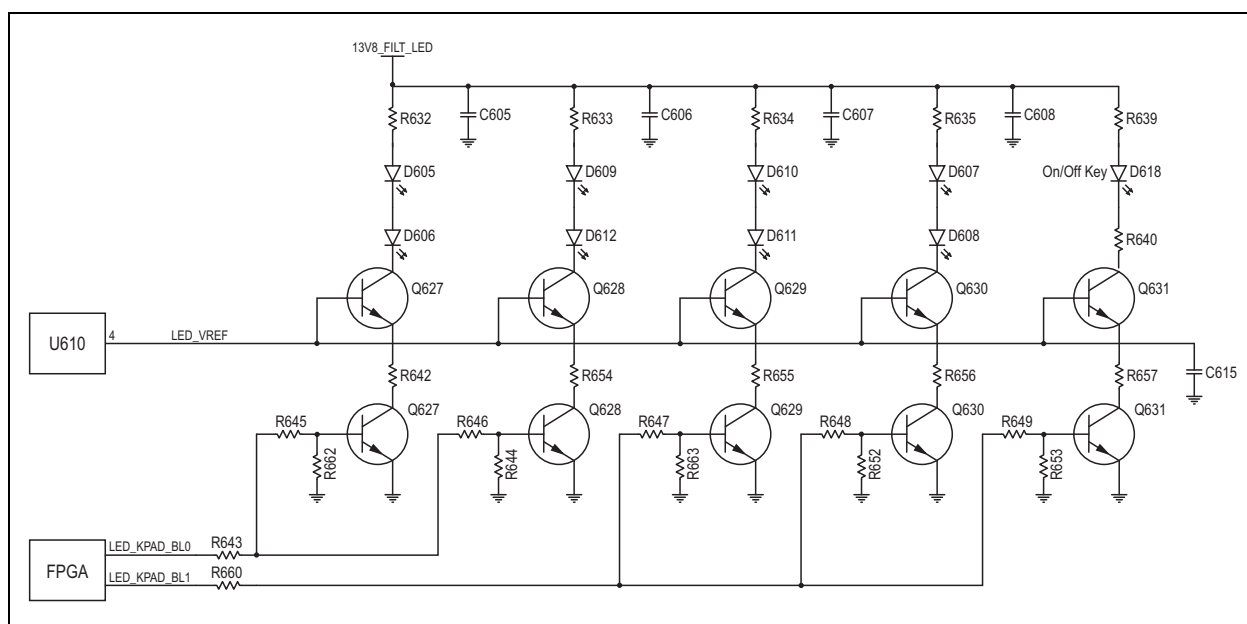 13V8_FILT_LED
R632
C605
R633
C606
R634
C607
R635
C608
R639
D605
D609
D610
D607
On/Off Key
D618
D606
D612
D611
D608
R640
Q627
Q628
Q629
Q630
Q631
U610
4
LED_VREF
R642
R654
R655
R656
R657
C615
Q627
Q628
Q629
Q630
Q631
R645
R646
R647
R648
R649
R662
R644
R663
R652
R653
FPGA
LED_KPAD_BL0
R643
LED_KPAD_BL1
R660